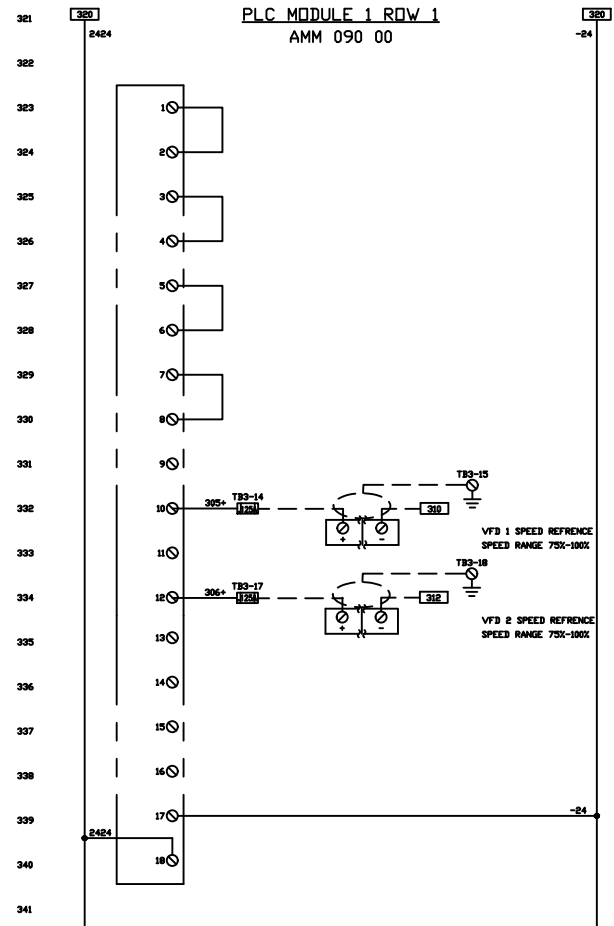 PLC MODULE 1 ROW 1
AMM 090 00
321 320 320
2424 -24
322
323 1
324 2
325 3
326 4
327 5
328 6
329 7
330 8
331 9
TB3-15
TB3-14
332 10 305+ 310
+ -
VFD 1 SPEED REFRENCE
333 11 SPEED RANGE 75%-100%
TB3-18
TB3-17
334 12 306+ 312
+ -
VFD 2 SPEED REFRENCE
335 13 SPEED RANGE 75%-100%
336 14
337 15
338 16
339 17 -24
2424
340 18
341